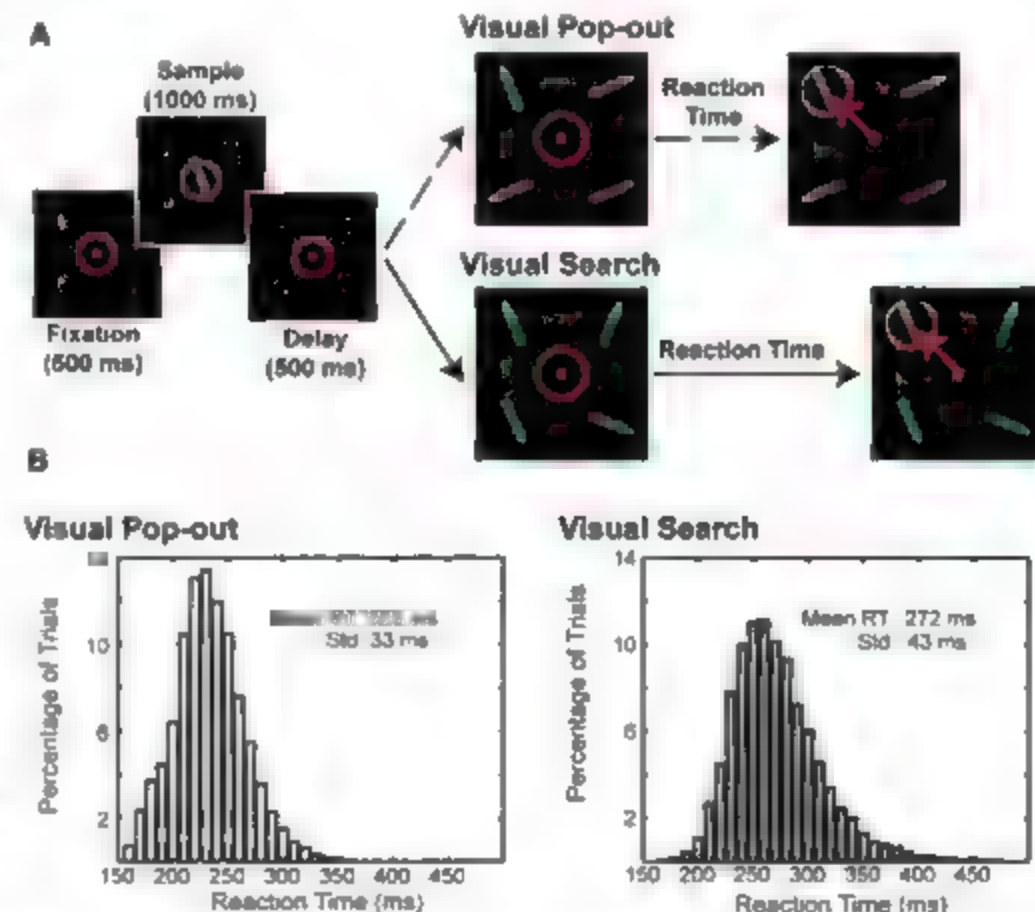 A
Visual Pop-out
Sample
(1000 ms)
Reaction
Time
Visual Search
Fixation
(500 ms)
Delay
(500 ms)
Reaction Time
B
Visual Pop-out
Visual Search
Percentage of Trials
10
6
2
Std 33 ms
150 200 250 300 350 400 450
Reaction Time (ms)
Percentage of Trials
14
10
6
2
Mean RT 272 ms
Std 43 ms
150 200 250 300 350 400 450
Reaction Time (ms)